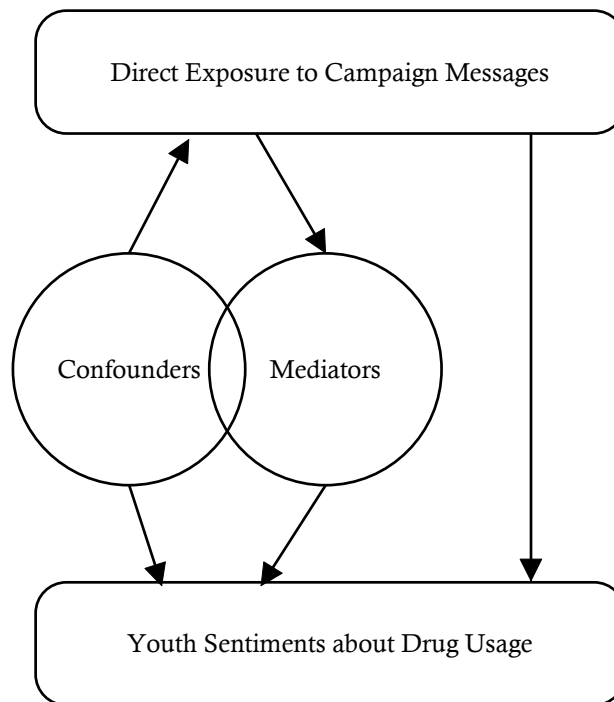 Direct Exposure to Campaign Messages
Confounders
Mediators
Youth Sentiments about Drug Usage